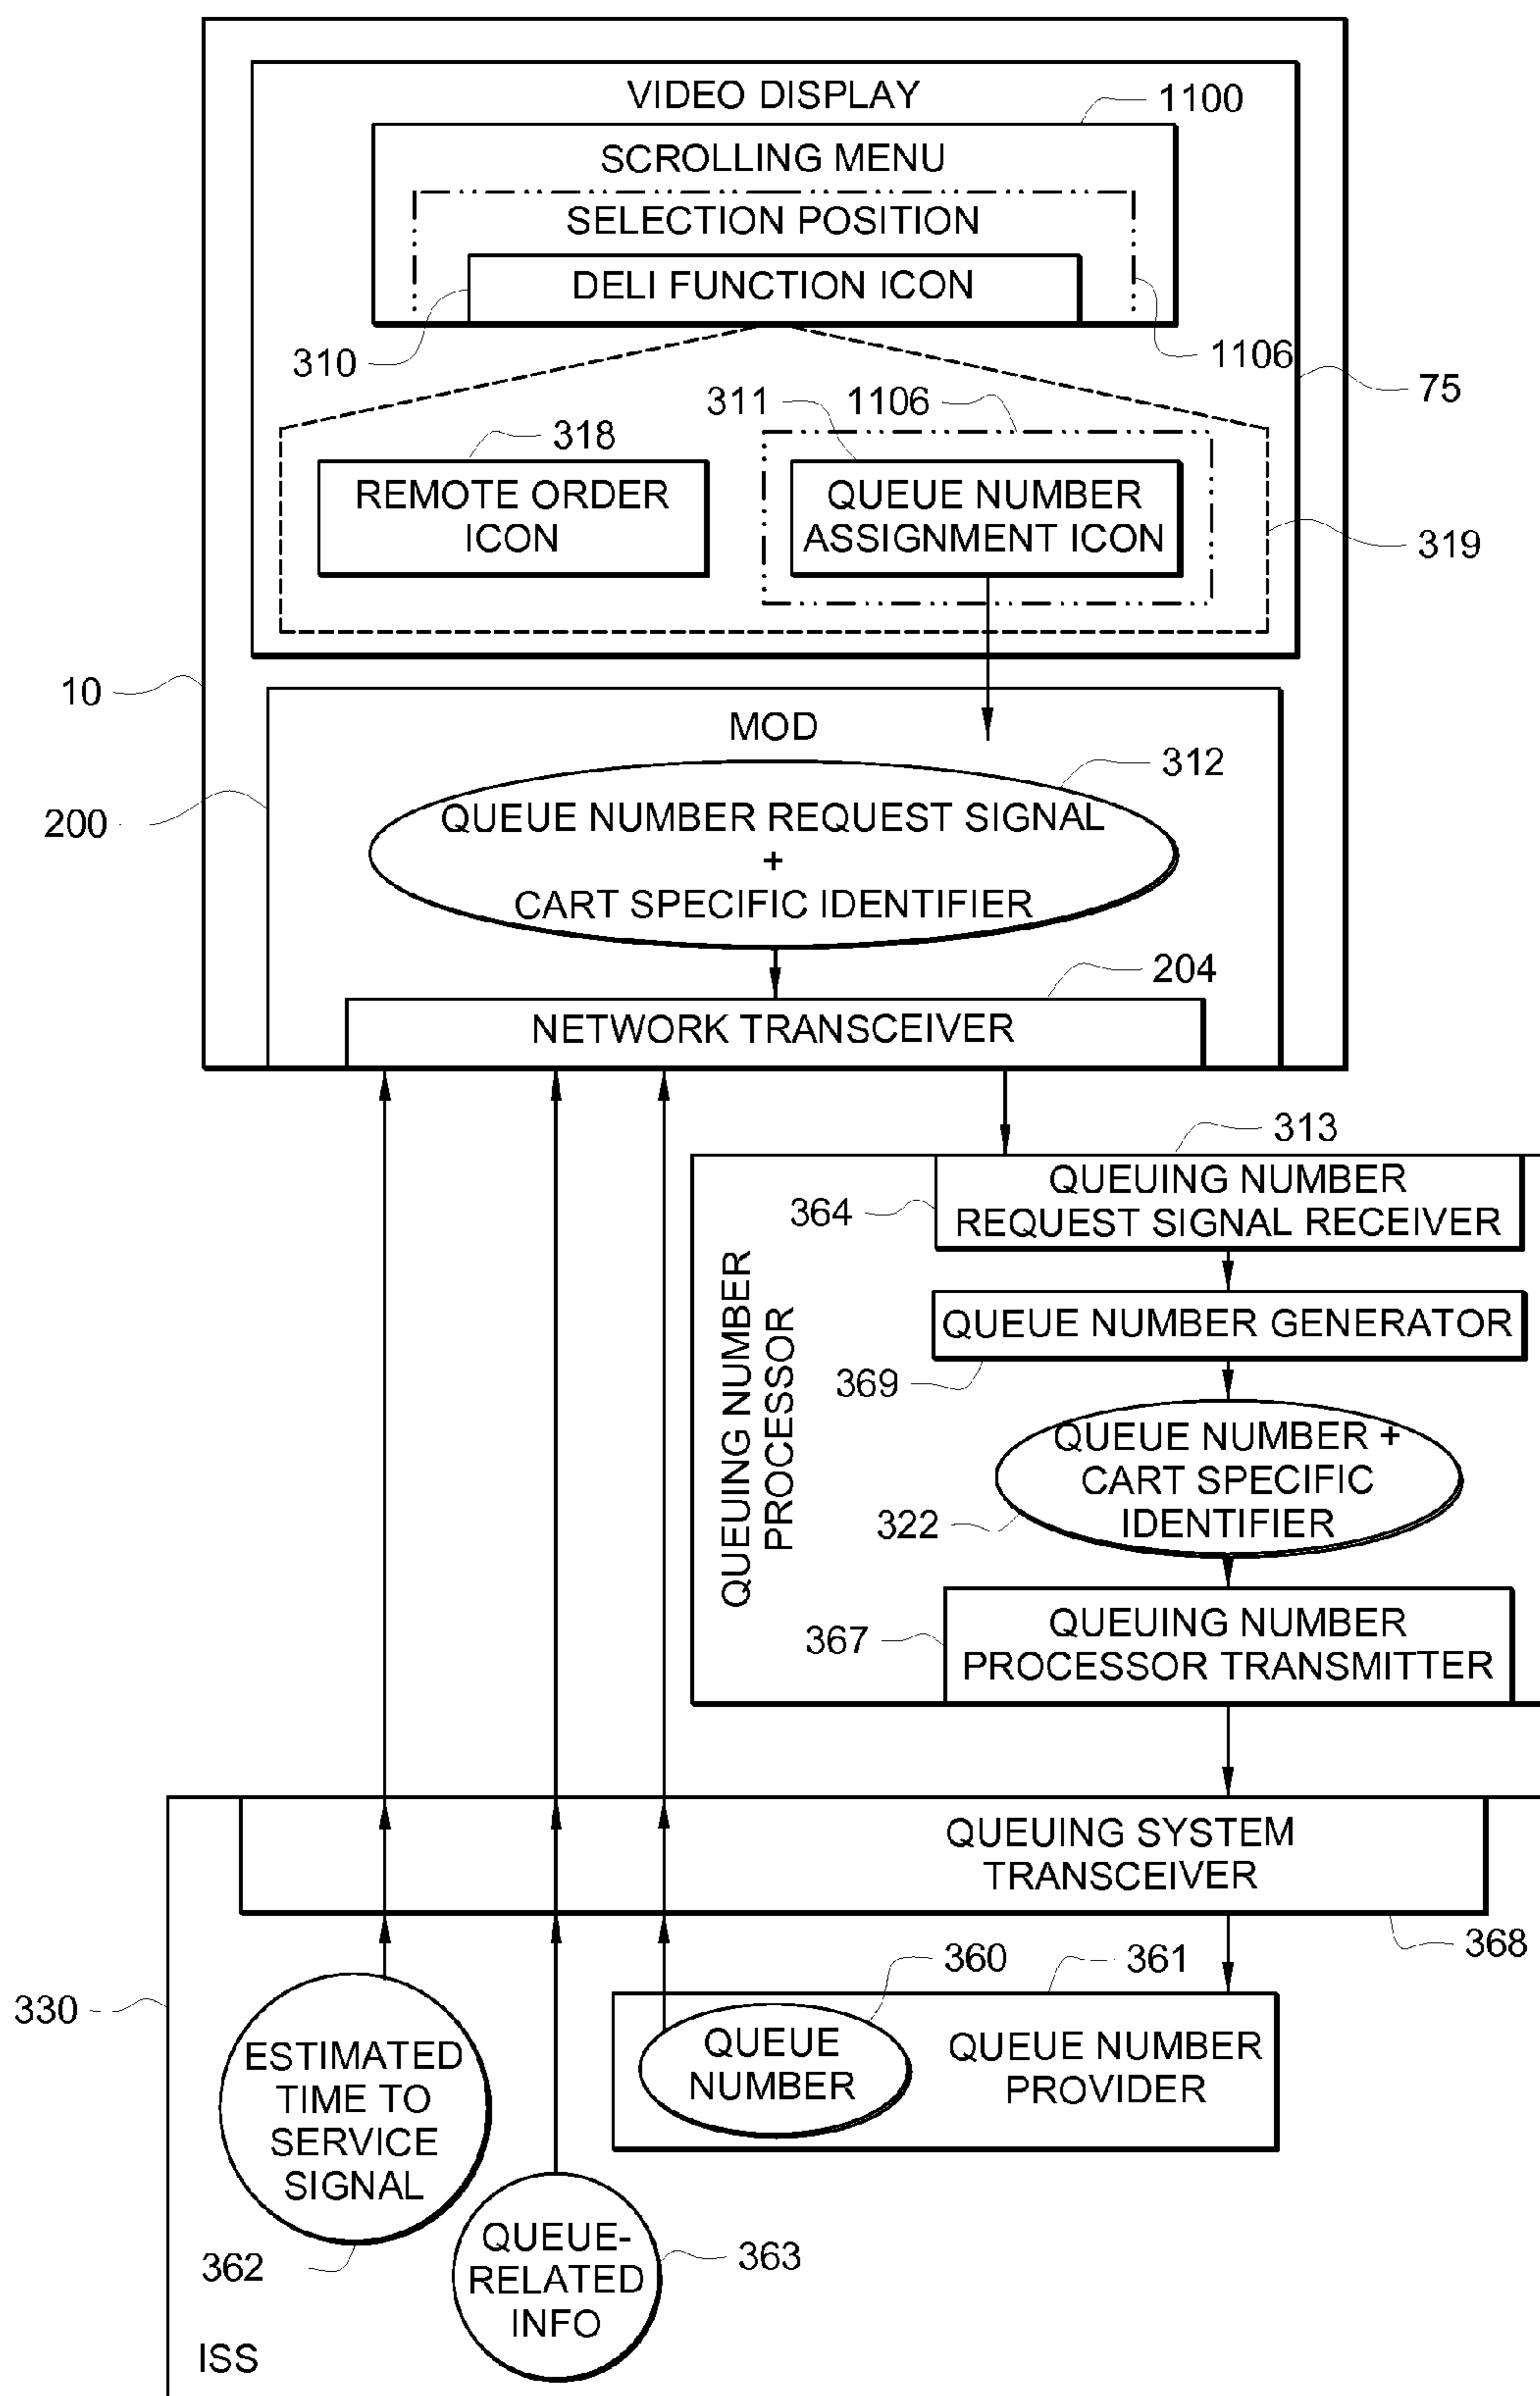 VIDEO DISPLAY
1100
SCROLLING MENU
SELECTION POSITION
DELI FUNCTION ICON
310
1106
75
311
1106
318
REMOTE ORDER
ICON
QUEUE NUMBER
ASSIGNMENT ICON
319
10
MOD
312
200
QUEUE NUMBER REQUEST SIGNAL
+
CART SPECIFIC IDENTIFIER
204
NETWORK TRANSCEIVER
313
QUEUING NUMBER
REQUEST SIGNAL RECEIVER
364
QUEUING NUMBER
PROCESSOR
QUEUE NUMBER GENERATOR
369
QUEUE NUMBER +
CART SPECIFIC
IDENTIFIER
322
QUEUING NUMBER
PROCESSOR TRANSMITTER
367
QUEUING SYSTEM
TRANSCEIVER
368
360
361
330
ESTIMATED
TIME TO
SERVICE
SIGNAL
QUEUE
NUMBER
QUEUE NUMBER
PROVIDER
362
QUEUE-
RELATED
INFO
363
ISS